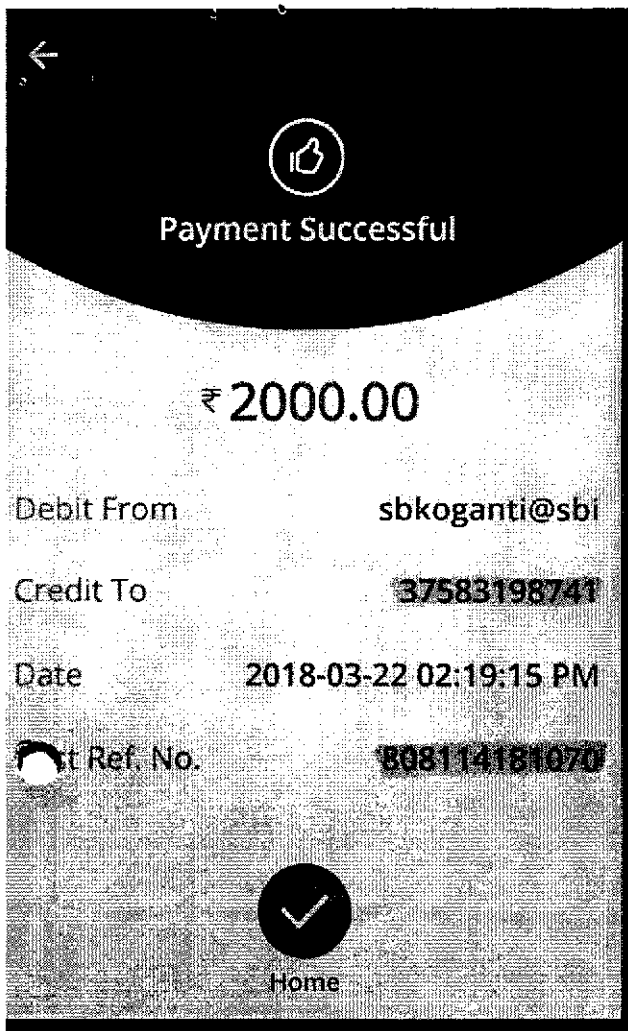 Payment Successful
₹ 2000.00
Debit From sbkoganti@sbi
Credit To 37583198741
Date 2018-03-22 02:19:15 PM
Ref. No. 808114181070
Home